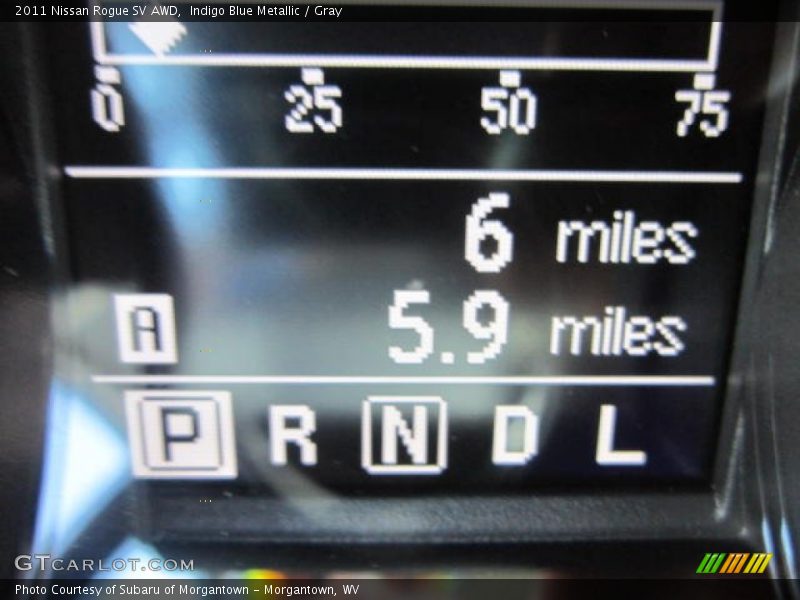 2011 Nissan Rogue SV AWD,  Indigo Blue Metallic / Gray
0 25 50 75
6 miles
A 5.9 miles
P R N D L
GTCARLOT.COM
Photo Courtesy of Subaru of Morgantown - Morgantown, WV